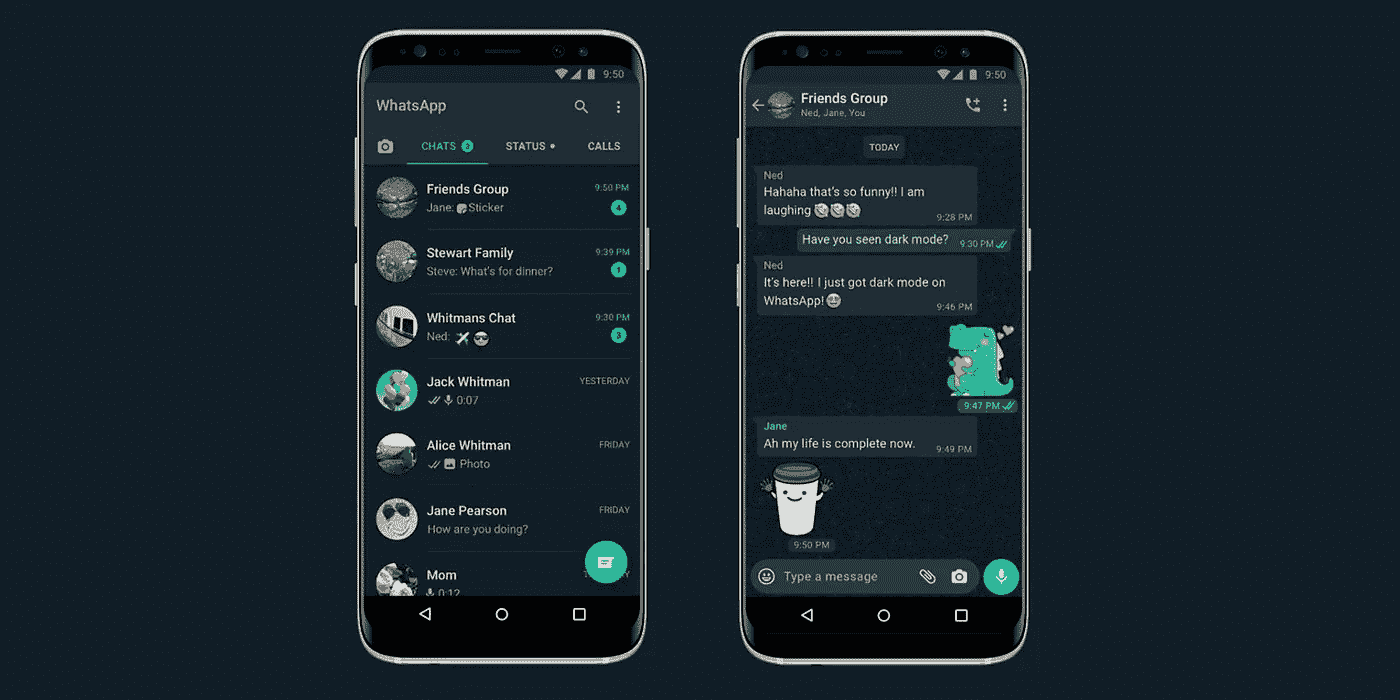 9:50
WhatsApp
CHATS 3 STATUS CALLS
Friends Group 9:50 PM
Jane: Sticker 4
Stewart Family 9:39 PM
Steve: What's for dinner? 1
Whitmans Chat 9:30 PM
Ned: 3
Jack Whitman YESTERDAY
0:07
Alice Whitman FRIDAY
Photo
Jane Pearson FRIDAY
How are you doing?
Mom
0:12
9:50
Friends Group
Ned, Jane, You
TODAY
Ned
Hahaha that's so funny!! I am
laughing
9:28 PM
Have you seen dark mode? 9:30 PM
Ned
It's here!! I just got dark mode on
WhatsApp!
9:46 PM
9:47 PM
Jane
Ah my life is complete now.
9:49 PM
9:50 PM
Type a message